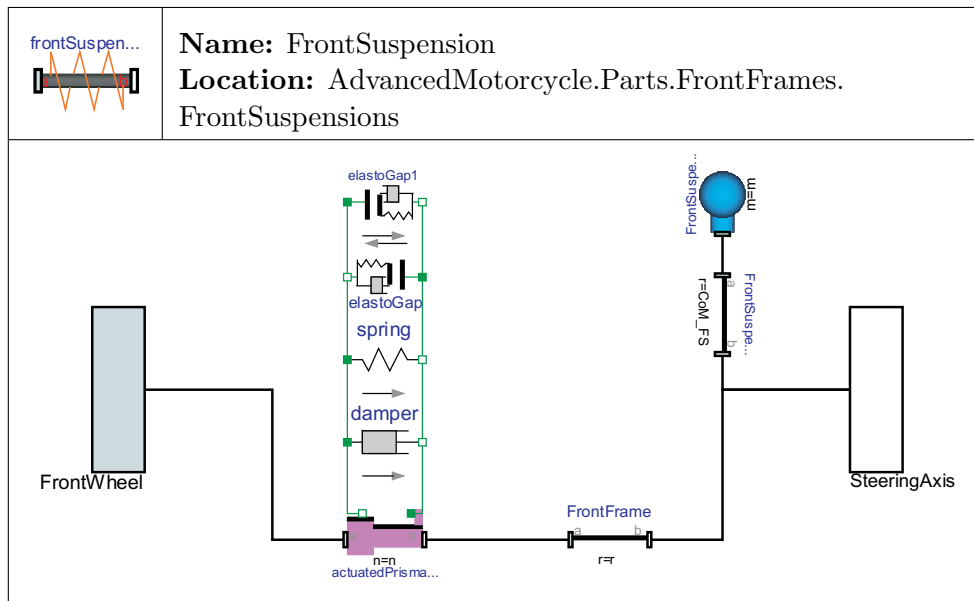 frontSuspen...
a b
Name: FrontSuspension
Location: AdvancedMotorcycle.Parts.FrontFrames.
FrontSuspensions
elastoGap1
elastoGap
spring
damper
FrontWheel
a b
n=n
actuatedPrisma...
FrontFrame
a b
r=r
FrontSuspe...
m=m
a
b
r=CoM_FS
FrontSuspe...
SteeringAxis